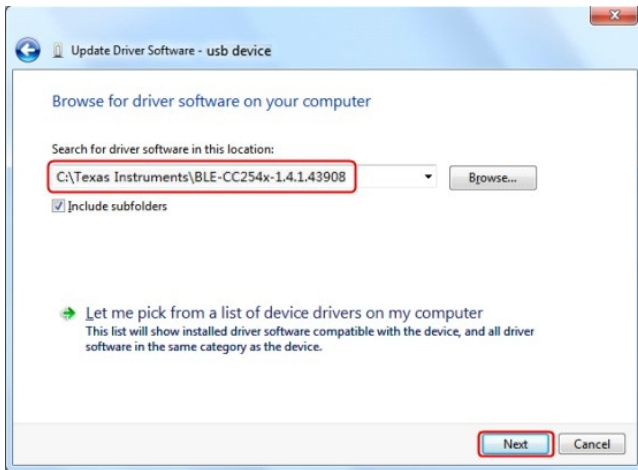 Update Driver Software - usb device
Browse for driver software on your computer
Search for driver software in this location:
C:\Texas Instruments\BLE-CC254x-1.4.1.43908
Browse...
Include subfolders
Let me pick from a list of device drivers on my computer
This list will show installed driver software compatible with the device, and all driver
software in the same category as the device.
Next
Cancel